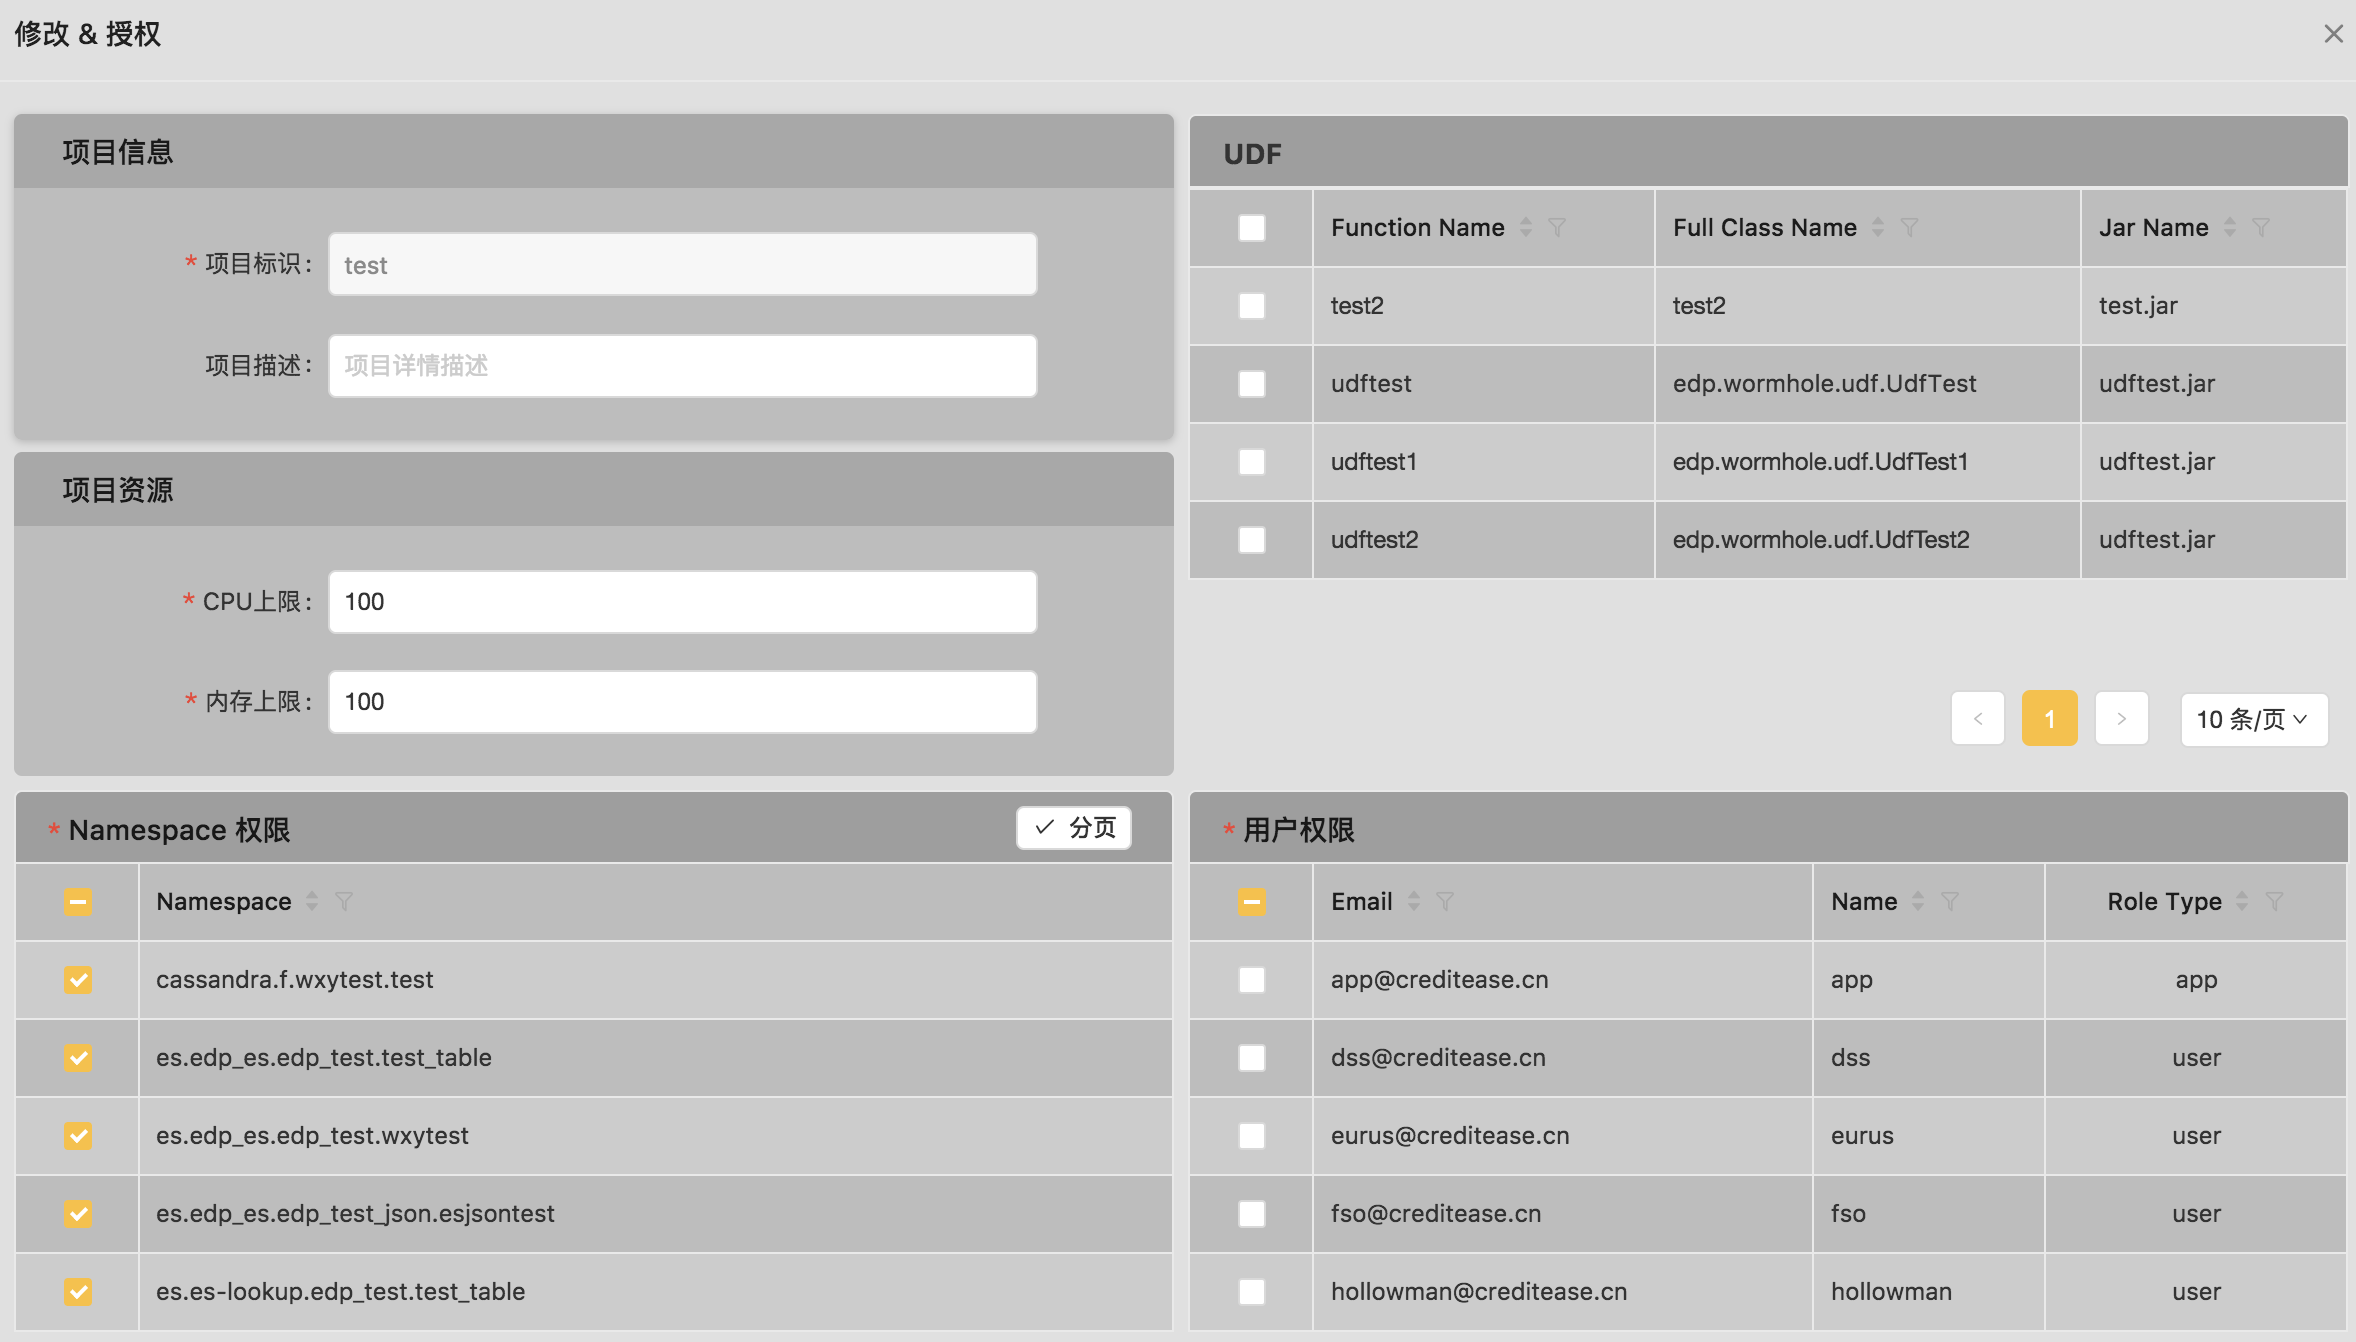 修改 & 授权
项目信息
* 项目标识:
test
项目描述:
项目详情描述
项目资源
* CPU上限:
100
* 内存上限:
100
UDF
Function Name Full Class Name Jar Name
test2 test2 test.jar
udftest edp.wormhole.udf.UdfTest udftest.jar
udftest1 edp.wormhole.udf.UdfTest1 udftest.jar
udftest2 edp.wormhole.udf.UdfTest2 udftest.jar
< 1 > 10 条/页
* Namespace 权限
分页
Namespace
cassandra.f.wxytest.test
es.edp_es.edp_test.test_table
es.edp_es.edp_test.wxytest
es.edp_es.edp_test_json.esjsontest
es.es-lookup.edp_test.test_table
* 用户权限
Email Name Role Type
app@creditease.cn app app
dss@creditease.cn dss user
eurus@creditease.cn eurus user
fso@creditease.cn fso user
hollowman@creditease.cn hollowman user